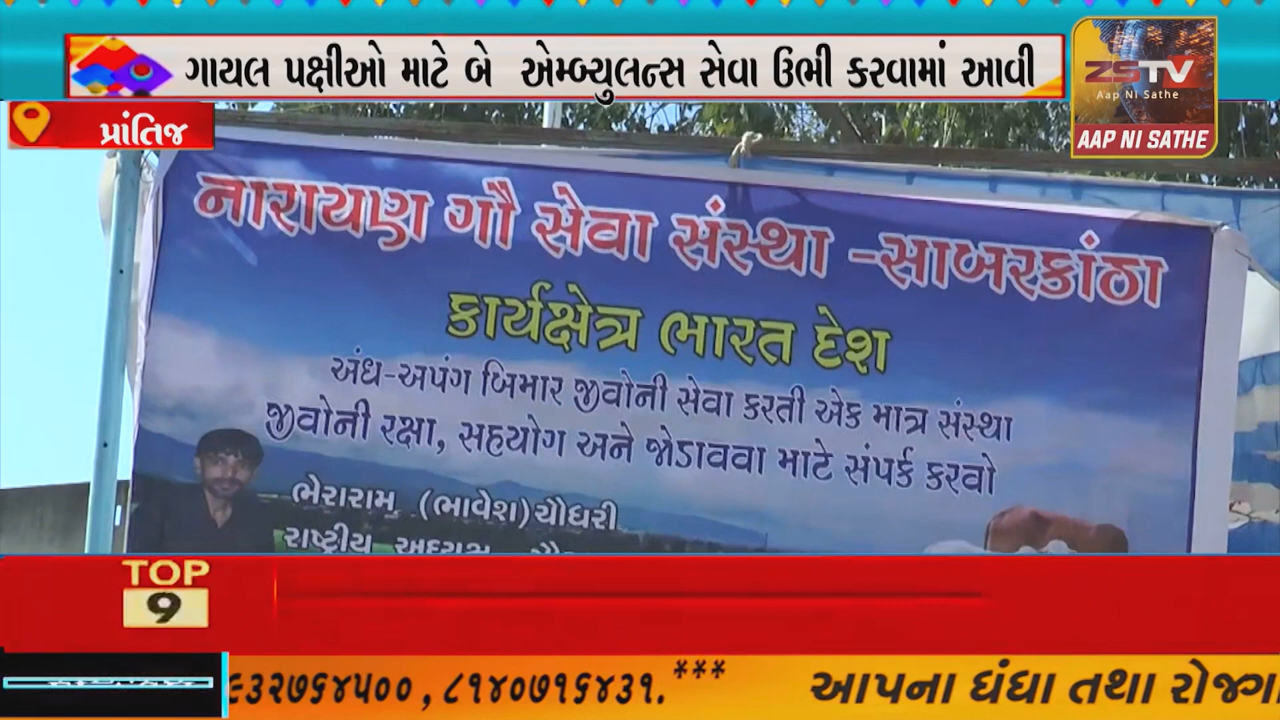 ગાયલ પક્ષીઓ માટે બે એમ્બ્યુલન્સ સેવા ઉભી કરવામાં આવી
ZSTV
Aap Ni Sathe
AAP NI SATHE
પ્રાંતિજ
નારાયણ ગૌ સેવા સંસ્થા -સાબરકાંઠા
કાર્યક્ષેત્ર ભારત દેશ
અંધ-અપંગ બિમાર જીવોની સેવા કરતી એક માત્ર સંસ્થા
જીવોની રક્ષા, સહયોગ અને જોડાવવા માટે સંપર્ક કરવો
ભેરારામ (ભાવેશ)ચૌધરી
રાષ્ટ્રીય
TOP
9
૯૩૨૭૬૪૫૦૦,૮૧૪૦૭૧૬૪૩૧.***
આપના ધંધા તથા